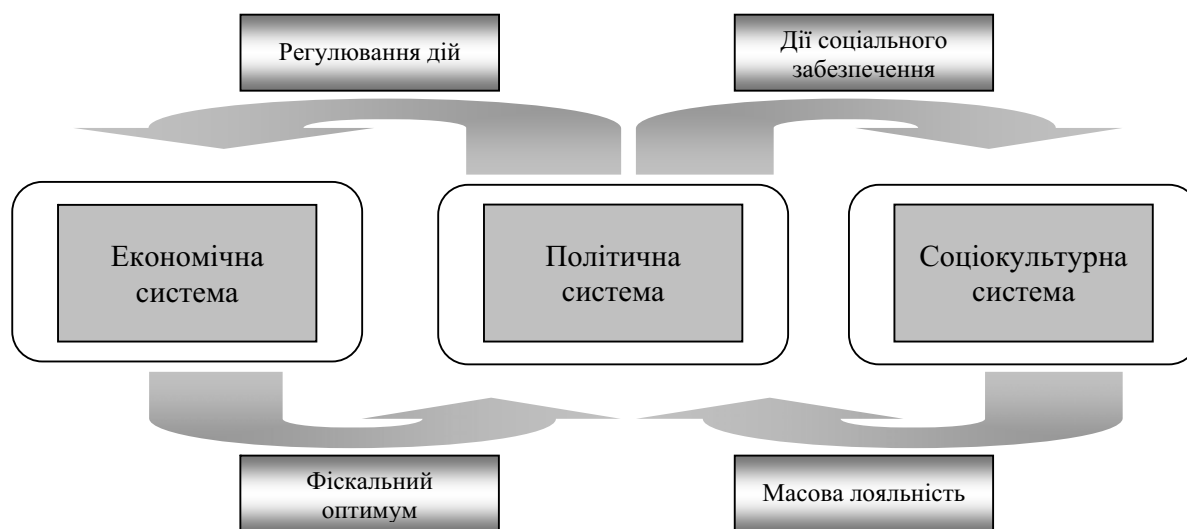 Регулювання дій
Дії соціального
забезпечення
Економічна
система
Політична
система
Соціокультурна
система
Фіскальний
оптимум
Масова лояльність